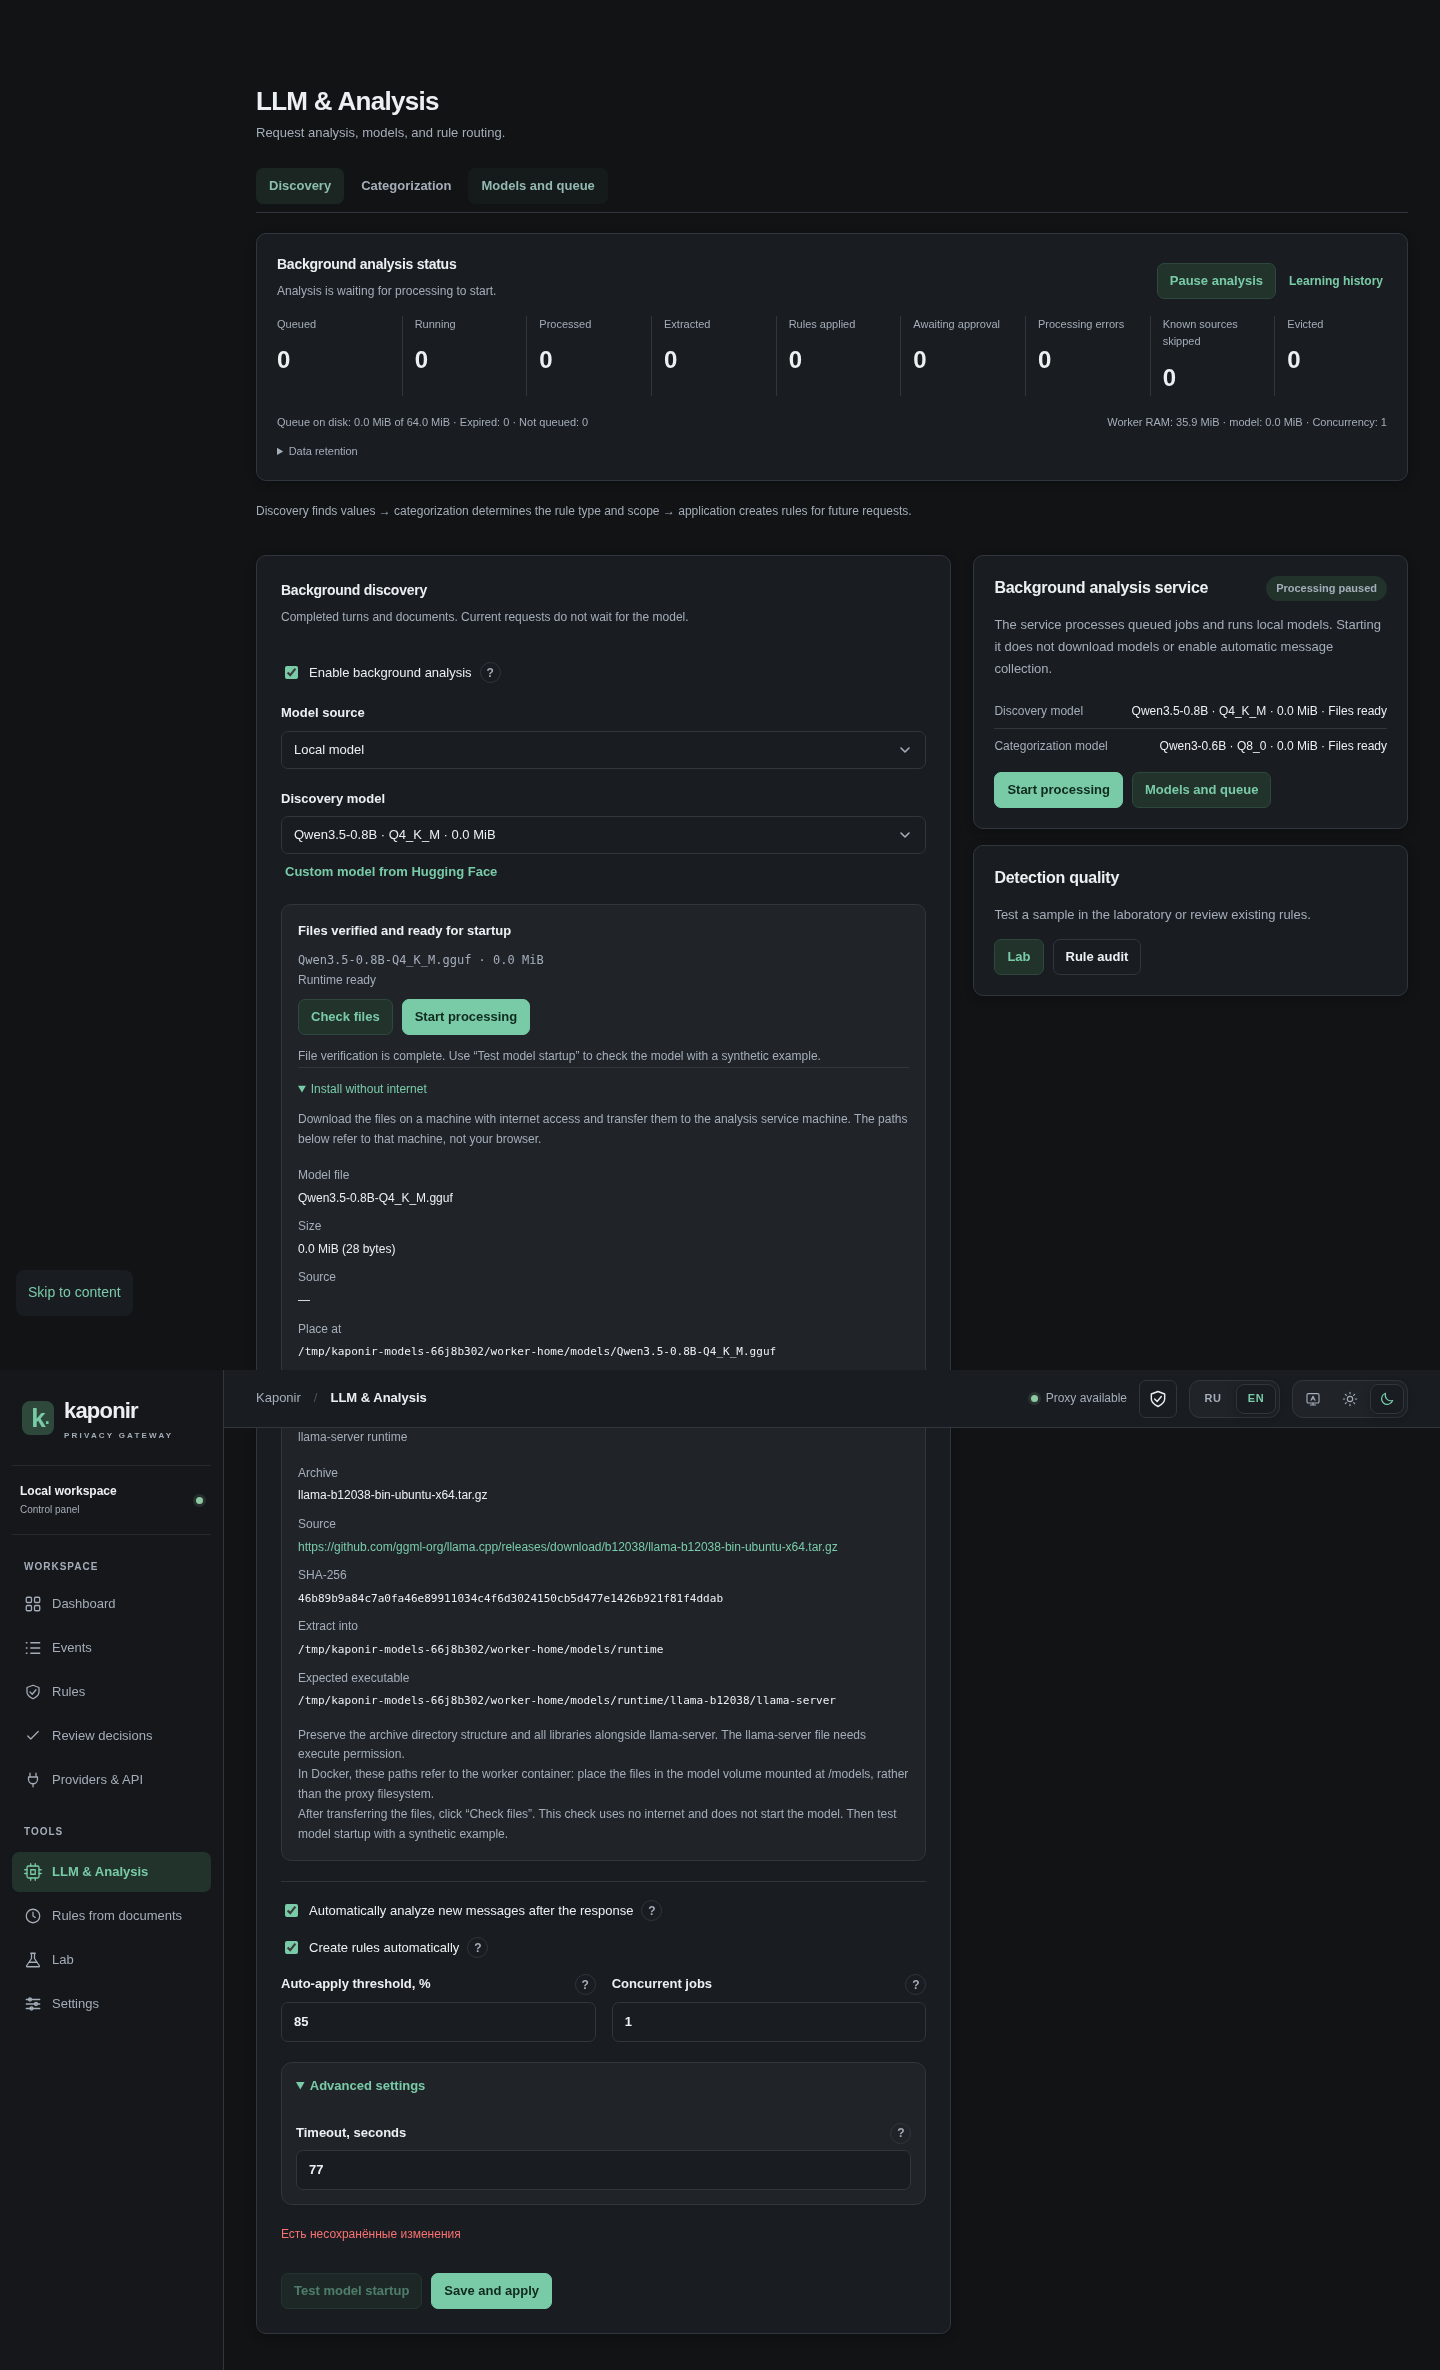 LLM & Analysis
Request analysis, models, and rule routing.
Discovery
Categorization
Models and queue
Background analysis status
Analysis is waiting for processing to start.
Pause analysis
Learning history
Queued
Running
Processed
Extracted
Rules applied
Awaiting approval
Processing errors
Known sources
skipped
Evicted
0
0
0
0
0
0
0
0
0
Queue on disk: 0.0 MiB of 64.0 MiB · Expired: 0 · Not queued: 0
Worker RAM: 35.9 MiB · model: 0.0 MiB · Concurrency: 1
Data retention
Discovery finds values → categorization determines the rule type and scope → application creates rules for future requests.
Background discovery
Completed turns and documents. Current requests do not wait for the model.
Enable background analysis ?
Model source
Local model
Discovery model
Qwen3.5-0.8B · Q4_K_M · 0.0 MiB
Custom model from Hugging Face
Files verified and ready for startup
Qwen3.5-0.8B-Q4_K_M.gguf · 0.0 MiB
Runtime ready
Check files
Start processing
File verification is complete. Use “Test model startup” to check the model with a synthetic example.
Install without internet
Download the files on a machine with internet access and transfer them to the analysis service machine. The paths
below refer to that machine, not your browser.
Model file
Qwen3.5-0.8B-Q4_K_M.gguf
Size
0.0 MiB (28 bytes)
Source
—
Place at
/tmp/kaponir-models-66j8b302/worker-home/models/Qwen3.5-0.8B-Q4_K_M.gguf
Background analysis service
Processing paused
The service processes queued jobs and runs local models. Starting
it does not download models or enable automatic message
collection.
Discovery model
Qwen3.5-0.8B · Q4_K_M · 0.0 MiB · Files ready
Categorization model
Qwen3-0.6B · Q8_0 · 0.0 MiB · Files ready
Start processing
Models and queue
Detection quality
Test a sample in the laboratory or review existing rules.
Lab
Rule audit
Skip to content
k.
kaponir
PRIVACY GATEWAY
Local workspace
Control panel
WORKSPACE
Dashboard
Events
Rules
Review decisions
Providers & API
TOOLS
LLM & Analysis
Rules from documents
Lab
Settings
Kaponir / LLM & Analysis
Proxy available
RU
EN
llama-server runtime
Archive
llama-b12038-bin-ubuntu-x64.tar.gz
Source
https://github.com/ggml-org/llama.cpp/releases/download/b12038/llama-b12038-bin-ubuntu-x64.tar.gz
SHA-256
46b89b9a84c7a0fa46e89911034c4f6d3024150cb5d477e1426b921f81f4ddab
Extract into
/tmp/kaponir-models-66j8b302/worker-home/models/runtime
Expected executable
/tmp/kaponir-models-66j8b302/worker-home/models/runtime/llama-b12038/llama-server
Preserve the archive directory structure and all libraries alongside llama-server. The llama-server file needs
execute permission.
In Docker, these paths refer to the worker container: place the files in the model volume mounted at /models, rather
than the proxy filesystem.
After transferring the files, click “Check files”. This check uses no internet and does not start the model. Then test
model startup with a synthetic example.
Automatically analyze new messages after the response ?
Create rules automatically ?
Auto-apply threshold, % ?
Concurrent jobs ?
85
1
Advanced settings
Timeout, seconds ?
77
Есть несохранённые изменения
Test model startup
Save and apply